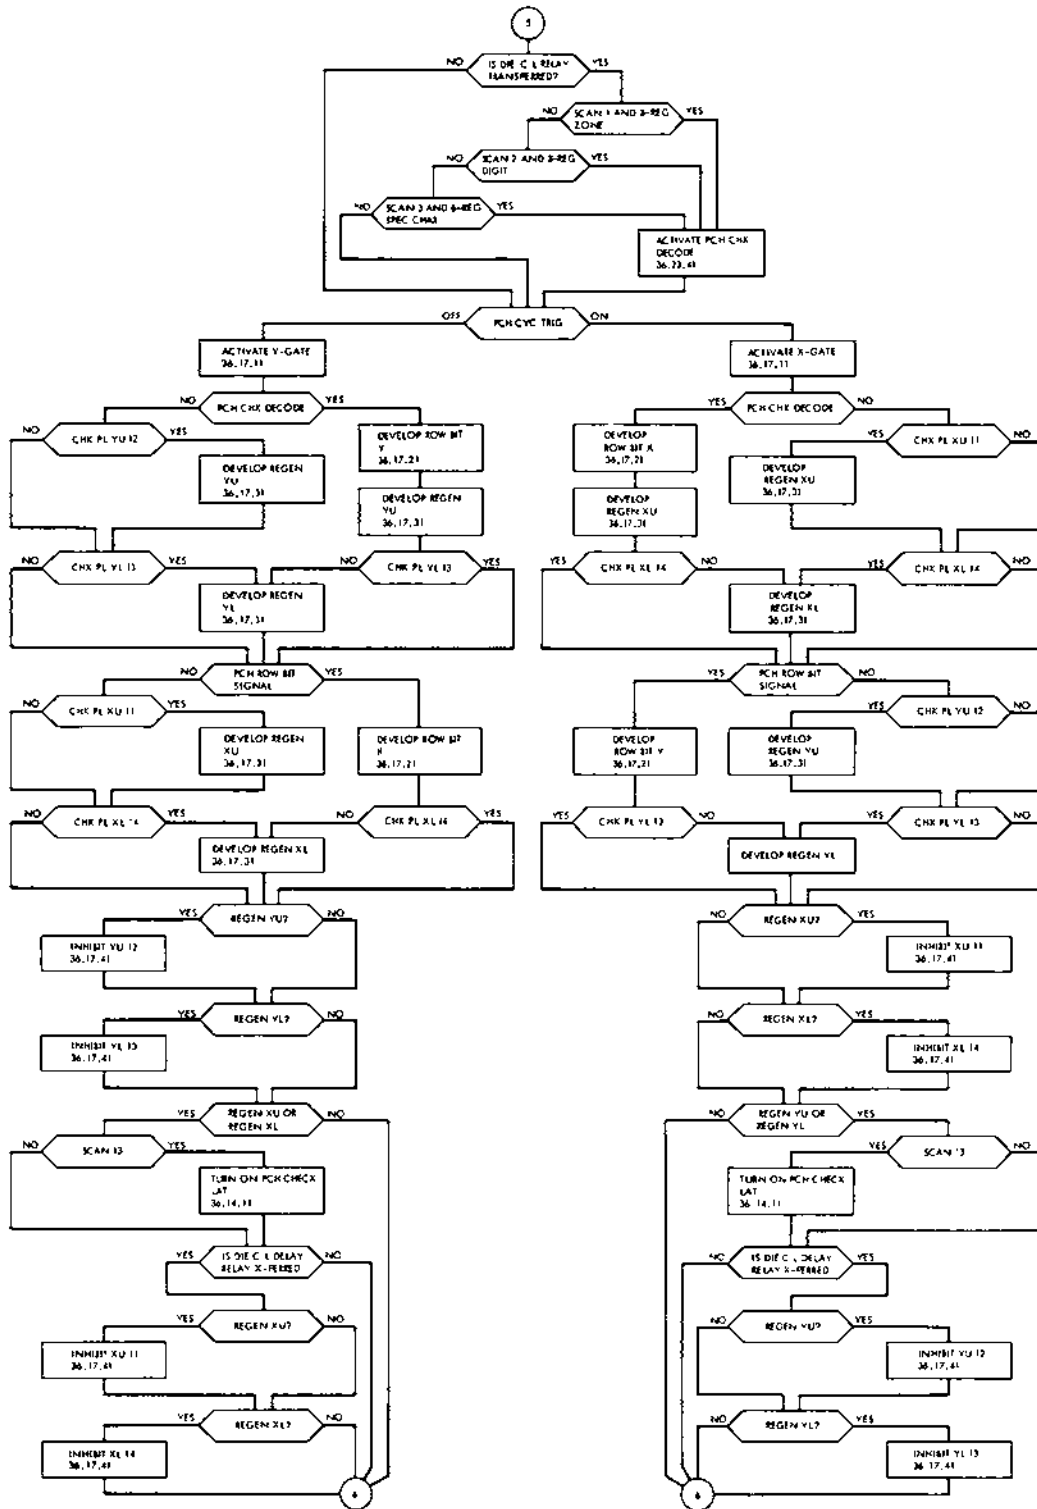 5
IS DIE C L RELAY
TRANSFERRED?
NO
YES
SCAN 1 AND B-REG
ZONE
NO
YES
SCAN 2 AND B-REG
DIGIT
NO
YES
SCAN 3 AND B-REG
SPEC CHAR
NO
YES
ACTIVATE PCH CHK
DECODE
36.23.41
PCH CYC TRIG
OFF
ON
ACTIVATE Y-GATE
36.17.11
ACTIVATE X-GATE
36.17.11
NO
PCH CHK DECODE
YES
YES
PCH CHK DECODE
NO
NO
CHK PL YU 12
YES
DEVELOP ROW BIT
Y
36.17.21
DEVELOP
ROW BIT X
36.17.21
YES
CHK PL XU 11
NO
DEVELOP REGEN
YU
36.17.31
DEVELOP REGEN
YU
36.17.31
DEVELOP
REGEN XU
36.17.31
DEVELOP
REGEN XU
36.17.31
NO
CHK PL YL 13
YES
NO
CHK PL YL 13
YES
YES
CHK PL XL 14
NO
YES
CHK PL XL 14
NO
DEVELOP REGEN
YL
36.17.31
DEVELOP
REGEN XL
36.17.31
NO
PCH ROW BIT
SIGNAL
YES
YES
PCH ROW BIT
SIGNAL
NO
NO
CHK PL XU 11
YES
YES
CHK PL YU 12
NO
DEVELOP REGEN
XU
36.17.31
DEVELOP ROW BIT
X
36.17.21
DEVELOP
ROW BIT Y
36.17.21
DEVELOP
REGEN YU
36.17.31
NO
CHK PL XL 14
YES
NO
CHK PL XL 14
YES
YES
CHK PL YL 13
NO
YES
CHK PL YL 13
NO
DEVELOP REGEN XL
36.17.31
DEVELOP REGEN YL
YES
REGEN YU?
NO
NO
REGEN XU?
YES
INHIBIT YU 12
36.17.41
INHIBIT XU 11
36.17.41
YES
REGEN YL?
NO
NO
REGEN XL?
YES
INHIBIT YL 13
36.17.41
INHIBIT XL 14
36.17.41
YES
REGEN XU OR
REGEN XL
NO
NO
REGEN YU OR
REGEN YL
YES
NO
SCAN 13
YES
YES
SCAN 13
NO
TURN ON PCH CHECK
LAT
36.14.11
TURN ON PCH CHECK
LAT
36.14.11
YES
IS DIE C L DELAY
RELAY X-FERRED
NO
NO
IS DIE C L DELAY
RELAY X-FERRED
YES
YES
REGEN XU?
NO
NO
REGEN YU?
YES
INHIBIT XU 11
36.17.41
INHIBIT YU 12
36.17.41
YES
REGEN XL?
NO
NO
REGEN YL?
YES
INHIBIT XL 14
36.17.41
INHIBIT YL 13
36.17.41
6
6